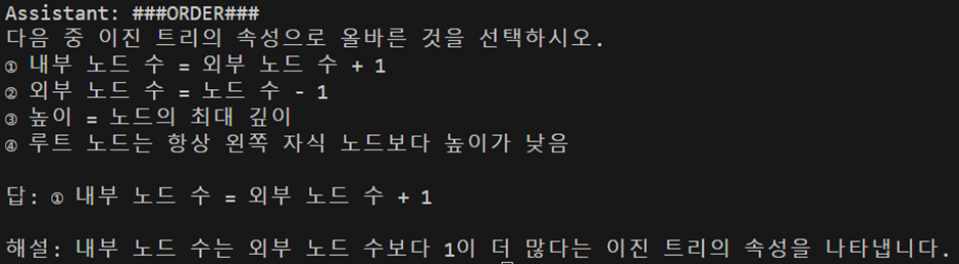 Assistant: ###ORDER###
다음 중 이진 트리의 속성으로 올바른 것을 선택하시오.
① 내부 노드 수 = 외부 노드 수 + 1
② 외부 노드 수 = 노드 수 - 1
③ 높이 = 노드의 최대 깊이
④ 루트 노드는 항상 왼쪽 자식 노드보다 높이가 낮음
답: ① 내부 노드 수 = 외부 노드 수 + 1
해설: 내부 노드 수는 외부 노드 수보다 1이 더 많다는 이진 트리의 속성을 나타냅니다.